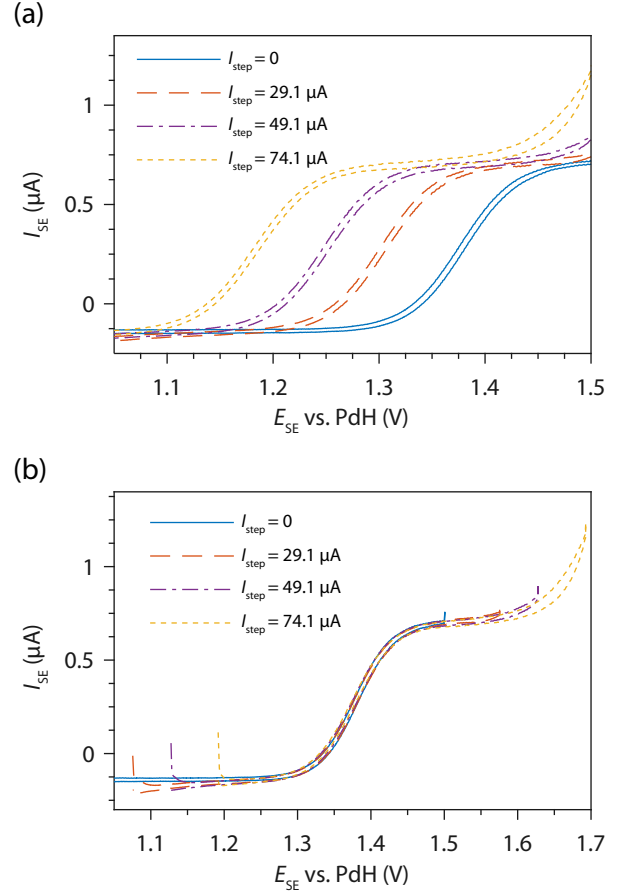 (a)
I_step = 0
I_step = 29.1 μA
I_step = 49.1 μA
I_step = 74.1 μA
1
0.5
0
I_SE (μA)
1.1 1.2 1.3 1.4 1.5
E_SE vs. PdH (V)
(b)
I_step = 0
I_step = 29.1 μA
I_step = 49.1 μA
I_step = 74.1 μA
1
0.5
0
I_SE (μA)
1.1 1.2 1.3 1.4 1.5 1.6 1.7
E_SE vs. PdH (V)